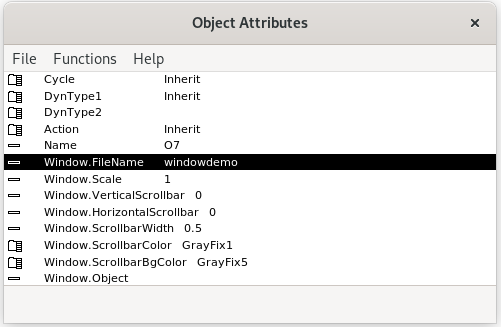 Object Attributes
File Functions Help
Cycle Inherit
DynType1 Inherit
DynType2
Action Inherit
Name O7
Window.FileName windowdemo
Window.Scale 1
Window.VerticalScrollbar 0
Window.HorizontalScrollbar 0
Window.ScrollbarWidth 0.5
Window.ScrollbarColor GrayFix1
Window.ScrollbarBgColor GrayFix5
Window.Object